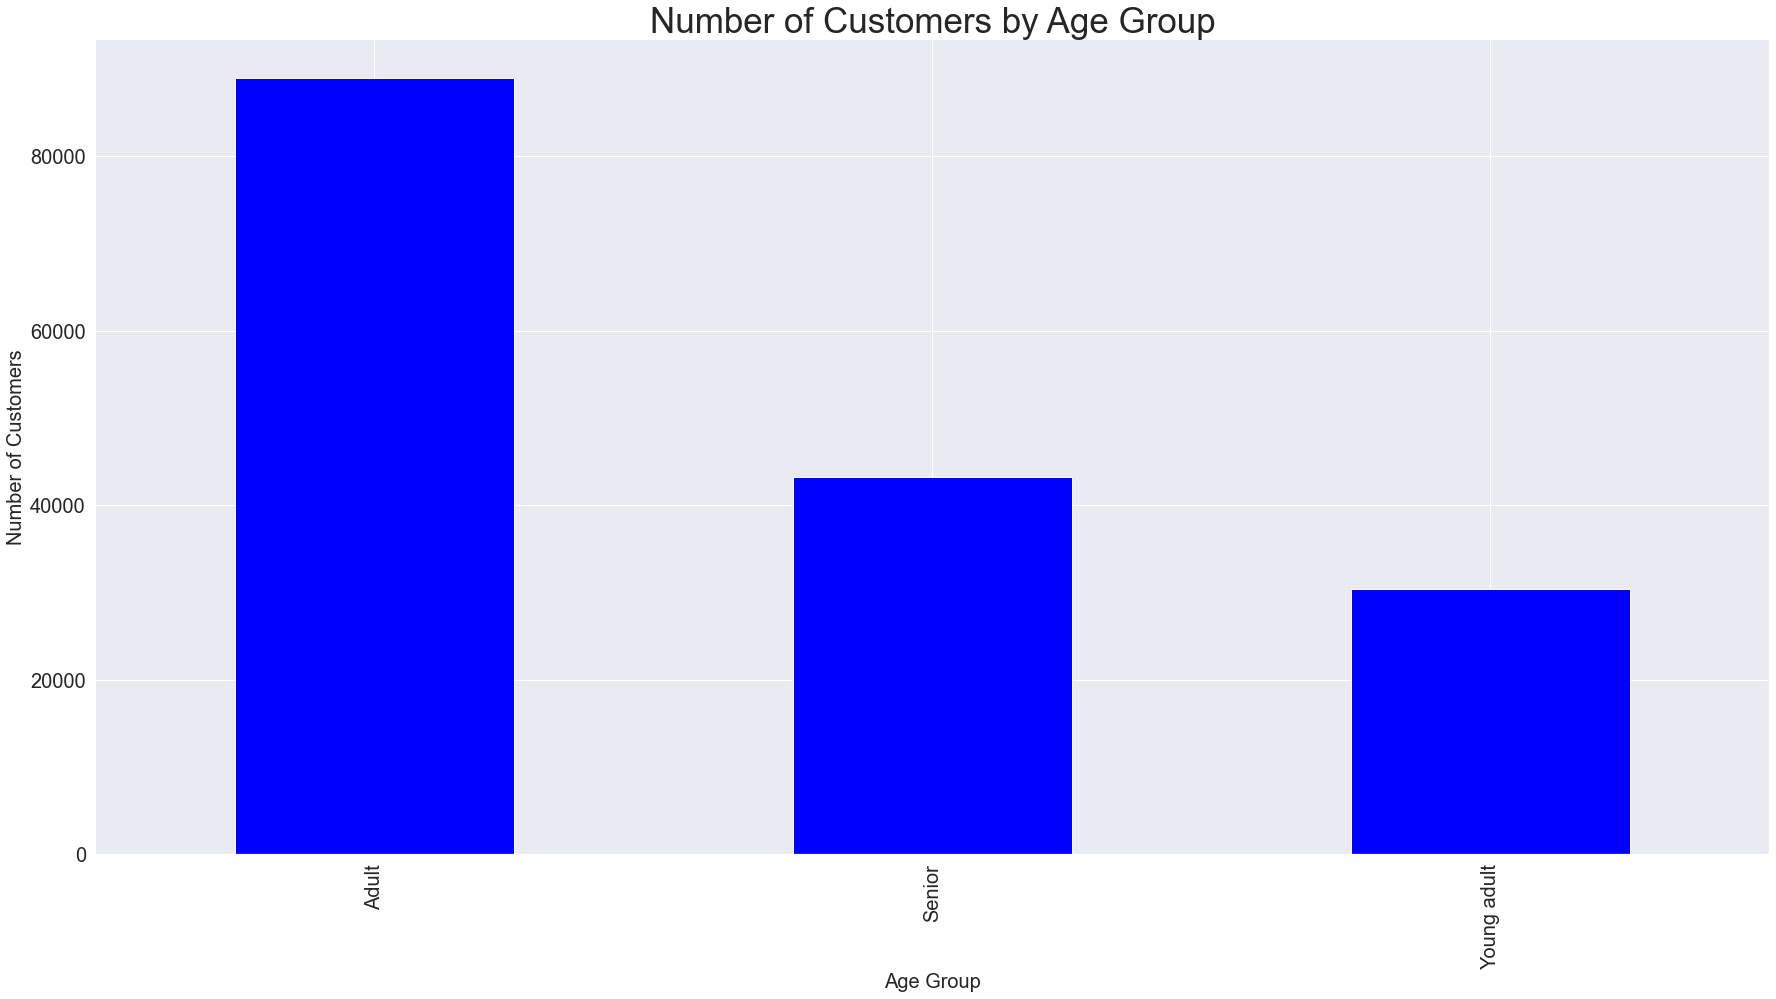 Number of Customers by Age Group
Number of Customers
80000
60000
40000
20000
0
Adult
Senior
Young adult
Age Group